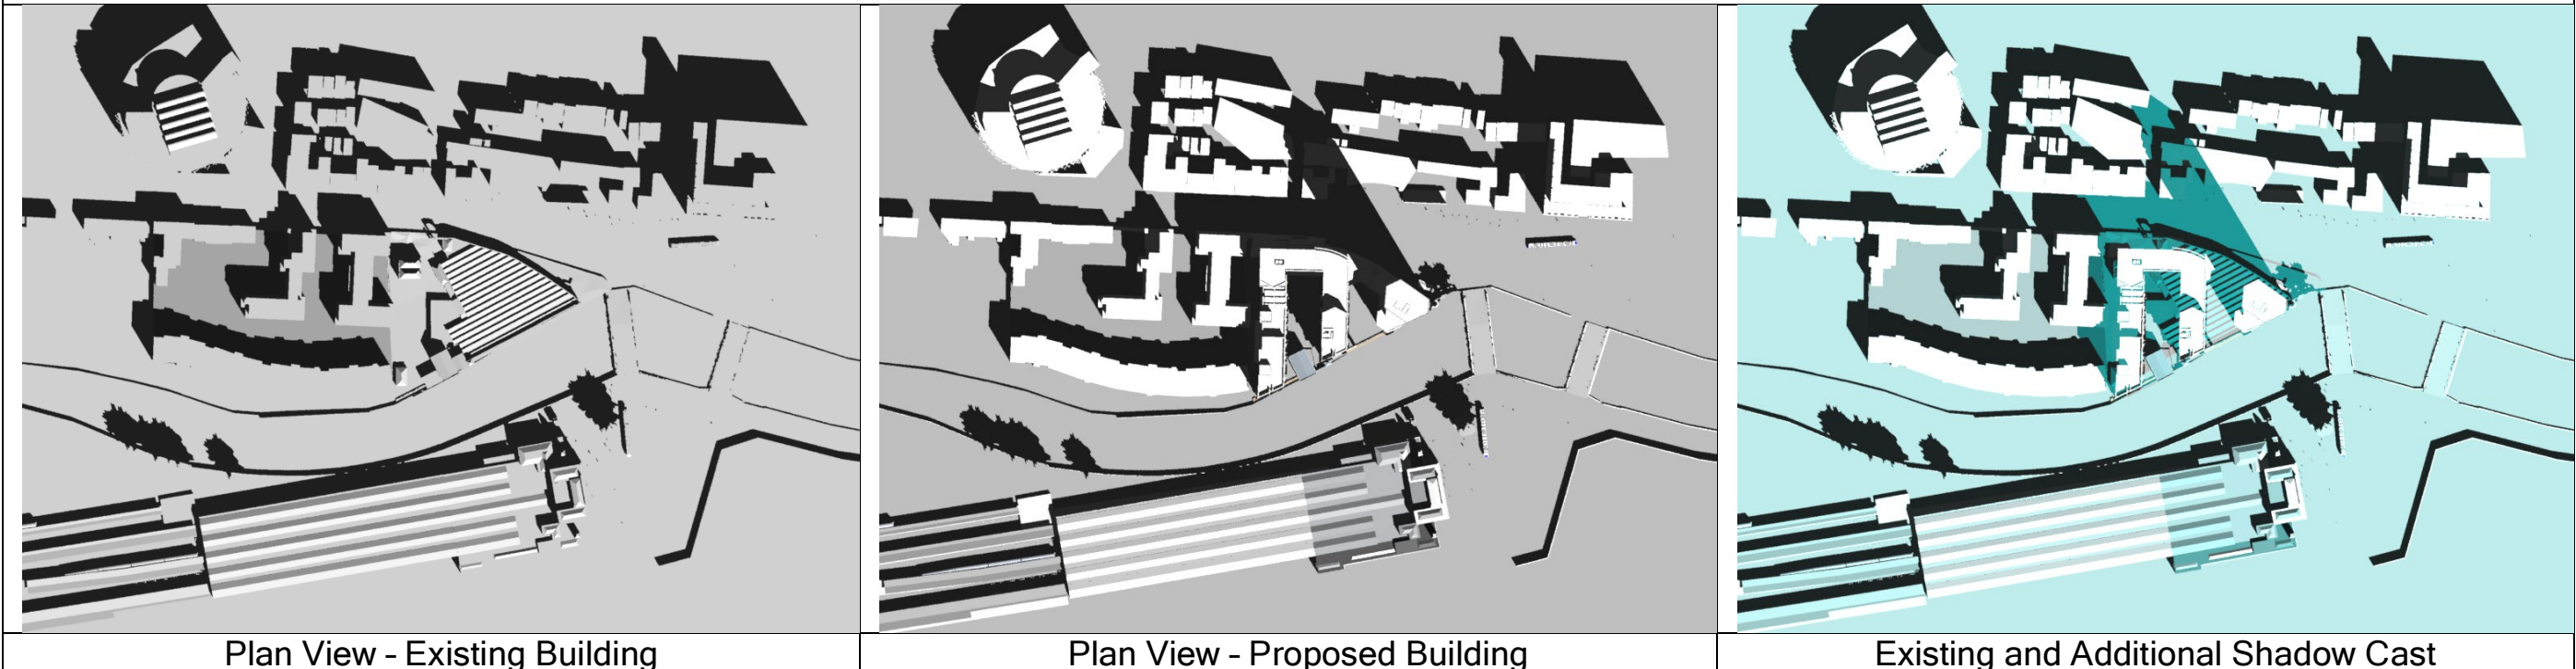 Plan View - Existing Building
Plan View - Proposed Building
Existing and Additional Shadow Cast